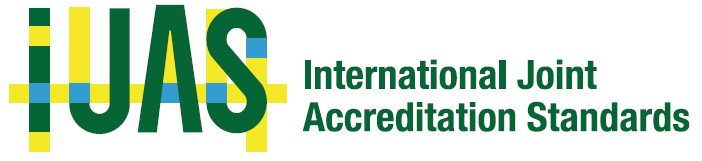 IJAS
International Joint
Accreditation Standards